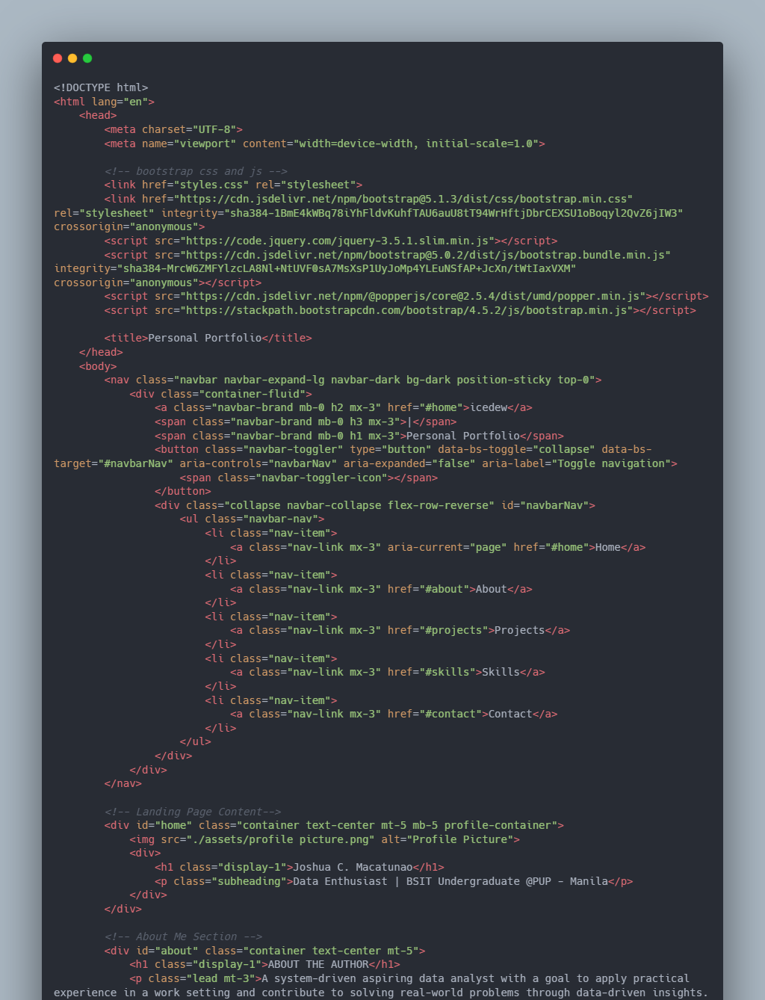 <!DOCTYPE html>
<html lang="en">
    <head>
        <meta charset="UTF-8">
        <meta name="viewport" content="width=device-width, initial-scale=1.0">

        <!-- bootstrap css and js -->
        <link href="styles.css" rel="stylesheet">
        <link href="https://cdn.jsdelivr.net/npm/bootstrap@5.1.3/dist/css/bootstrap.min.css"
rel="stylesheet" integrity="sha384-1BmE4kWBq78iYhFldvKuhfTAU6auU8tT94WrHftjDbrCEXSU1oBoqyl2QvZ6jIW3"
crossorigin="anonymous">
        <script src="https://code.jquery.com/jquery-3.5.1.slim.min.js"></script>
        <script src="https://cdn.jsdelivr.net/npm/bootstrap@5.0.2/dist/js/bootstrap.bundle.min.js"
integrity="sha384-MrcW6ZMFYlzcLA8Nl+NtUVF0sA7MsXsP1UyJoMp4YLEuNSfAP+JcXn/tWtIaxVXM"
crossorigin="anonymous"></script>
        <script src="https://cdn.jsdelivr.net/npm/@popperjs/core@2.5.4/dist/umd/popper.min.js"></script>
        <script src="https://stackpath.bootstrapcdn.com/bootstrap/4.5.2/js/bootstrap.min.js"></script>

        <title>Personal Portfolio</title>
    </head>
    <body>
        <nav class="navbar navbar-expand-lg navbar-dark bg-dark position-sticky top-0">
            <div class="container-fluid">
                <a class="navbar-brand mb-0 h2 mx-3" href="#home">icedew</a>
                <span class="navbar-brand mb-0 h3 mx-3">|</span>
                <span class="navbar-brand mb-0 h1 mx-3">Personal Portfolio</span>
                <button class="navbar-toggler" type="button" data-bs-toggle="collapse" data-bs-
target="#navbarNav" aria-controls="navbarNav" aria-expanded="false" aria-label="Toggle navigation">
                    <span class="navbar-toggler-icon"></span>
                </button>
                <div class="collapse navbar-collapse flex-row-reverse" id="navbarNav">
                    <ul class="navbar-nav">
                        <li class="nav-item">
                            <a class="nav-link mx-3" aria-current="page" href="#home">Home</a>
                        </li>
                        <li class="nav-item">
                            <a class="nav-link mx-3" href="#about">About</a>
                        </li>
                        <li class="nav-item">
                            <a class="nav-link mx-3" href="#projects">Projects</a>
                        </li>
                        <li class="nav-item">
                            <a class="nav-link mx-3" href="#skills">Skills</a>
                        </li>
                        <li class="nav-item">
                            <a class="nav-link mx-3" href="#contact">Contact</a>
                        </li>
                    </ul>
                </div>
            </div>
        </nav>

        <!-- Landing Page Content-->
        <div id="home" class="container text-center mt-5 mb-5 profile-container">
            <img src="./assets/profile picture.png" alt="Profile Picture">
            <div>
                <h1 class="display-1">Joshua C. Macatunao</h1>
                <p class="subheading">Data Enthusiast | BSIT Undergraduate @PUP - Manila</p>
            </div>
        </div>

        <!-- About Me Section -->
        <div id="about" class="container text-center mt-5">
            <h1 class="display-1">ABOUT THE AUTHOR</h1>
            <p class="lead mt-3">A system-driven aspiring data analyst with a goal to apply practical
experience in a work setting and contribute to solving real-world problems through data-driven insights.